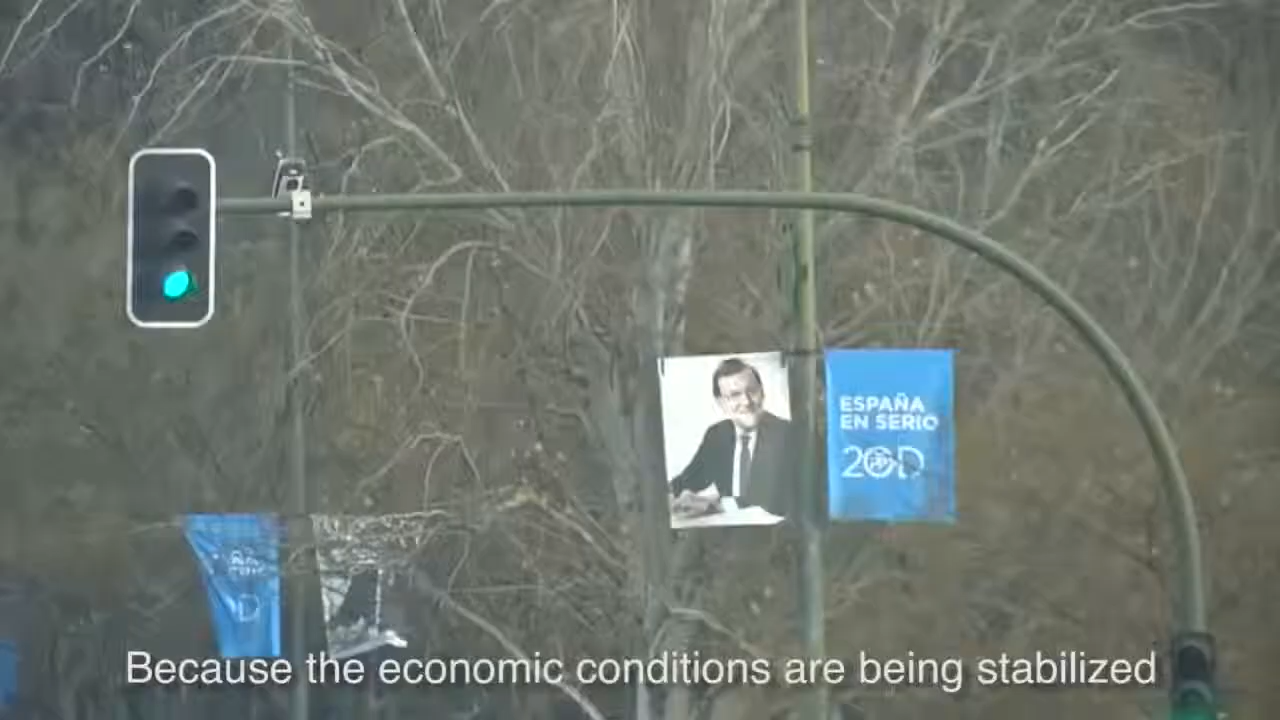 ESPAÑA
EN SERIO
20D
Because the economic conditions are being stabilized